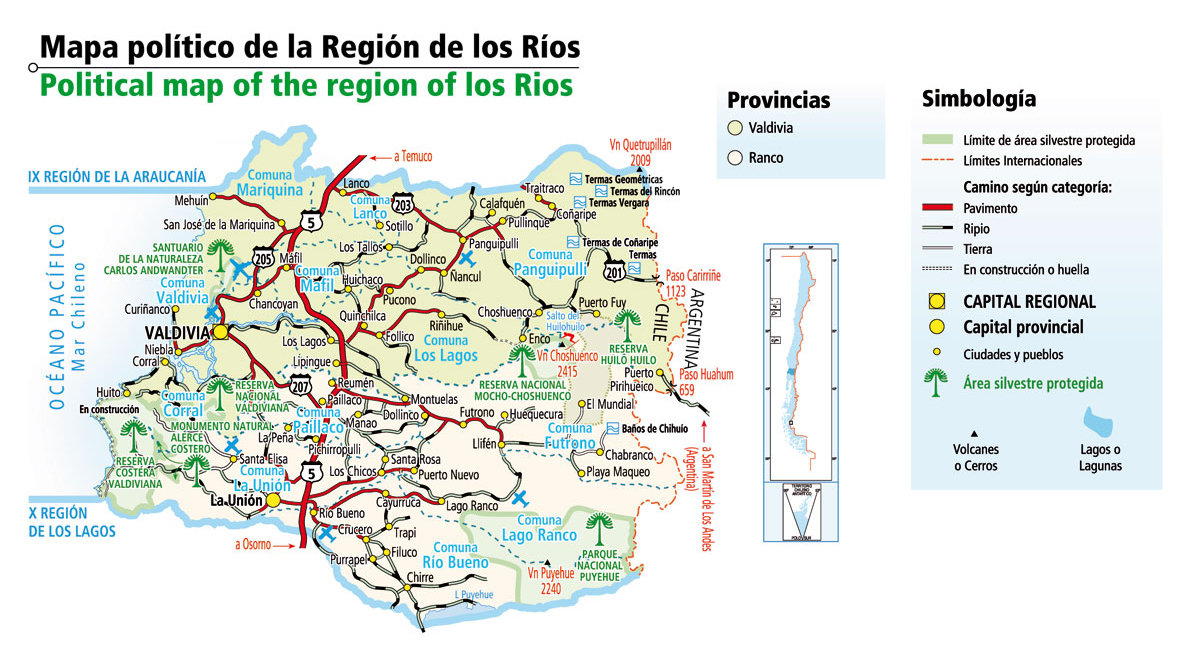 Mapa político de la Región de los Ríos
Political map of the region of los Rios
Provincias
Valdivia
Ranco
Simbología
Límite de área silvestre protegida
Límites Internacionales
Camino según categoría:
Pavimento
Ripio
Tierra
En construcción o huella
CAPITAL REGIONAL
Capital provincial
Ciudades y pueblos
Área silvestre protegida
Volcanes
o Cerros
Lagos o
Lagunas
IX REGIÓN DE LA ARAUCANÍA
OCÉANO PACÍFICO
Mar Chileno
X REGIÓN
DE LOS LAGOS
a Temuco
Vn Quetrupillán
2009
Comuna
Mariquina
Mehuín
Lanco
Comuna
Lanco
203
5
Traitraco
Termas Geométricas
Termas del Rincón
Termas Vergara
Calafquén
Coñaripe
Pullinque
San José de la Mariquina
Sotillo
Los Tallos
Panguipulli
Termas de Coñaripe
Termas
SANTUARIO
DE LA NATURALEZA
CARLOS ANDWANDTER
205
Máfil
Comuna
Máfil
Dollinco
Ñancul
Comuna
Panguipulli
201
Paso Carirriñe
1123
Huichaco
Comuna
Valdivia
Chancoyan
Pucono
Curiñanco
Quinchilca
Choshuenco
Puerto Fuy
CHILE
ARGENTINA
VALDIVIA
Riñihue
Salto del
Huilohuilo
Follico
Enco
Los Lagos
Comuna
Los Lagos
Vn Choshuenco
2415
RESERVA
HUILO HUILO
Niebla
Corral
Lipingue
RESERVA NACIONAL
MOCHO-CHOSHUENCO
Puerto
Pirihueico
Paso Huahum
659
Huito
En construcción
Comuna
Corral
RESERVA
NACIONAL
VALDIVIANA
207
Reumén
Paillaco
Montuelas
Comuna
Paillaco
Manao
Dollinco
Futrono
Huequecura
El Mundial
MONUMENTO NATURAL
ALERCE
COSTERO
La Peña
Pichirropulli
Llifén
Comuna
Futrono
Baños de Chihuio
Chabranco
RESERVA
COSTERA
VALDIVIANA
Santa Elisa
Comuna
La Unión
5
Los Chicos
Santa Rosa
Puerto Nuevo
Playa Maqueo
a San Martín de Los Andes
(Argentina)
La Unión
Cayurruca
Lago Ranco
Río Bueno
Crucero
Trapi
Comuna
Lago Ranco
a Osorno
Filuco
Purrapel
Comuna
Río Bueno
PARQUE
NACIONAL
PUYEHUE
Vn Puyehue
2240
Chirre
L Puyehue
TERRITORIO
CHILENO
ANTÁRTICO
POLO SUR